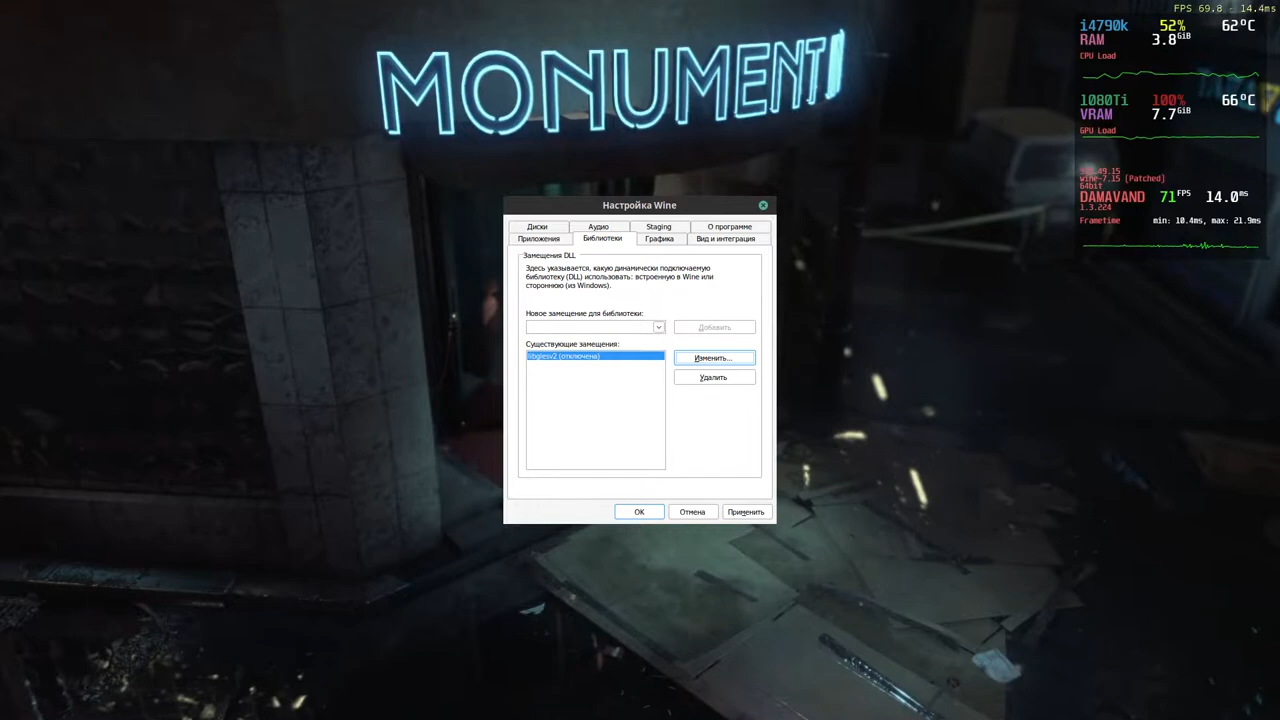 FPS 69.8 - 14.4ms
MONUMENT
i4790k 52% 62°C
RAM 3.8GiB
CPU Load
1080Ti 100% 66°C
VRAM 7.7GiB
GPU Load
wine-7.15 [Patched]
64bit
DAMAVAND 71FPS 14.0ms
1.3.224
Frametime min: 10.4ms, max: 21.9ms
Настройка Wine
Диски Аудио Staging О программе
Приложения Библиотеки Графика Вид и интеграция
Замещения DLL
Здесь указывается, какую динамически подключаемую
библиотеку (DLL) использовать: встроенную в Wine или
стороннюю (из Windows).
Новое замещение для библиотеки:
Добавить
Существующие замещения:
libglesv2 (отключена)
Изменить...
Удалить
OK Отмена Применить